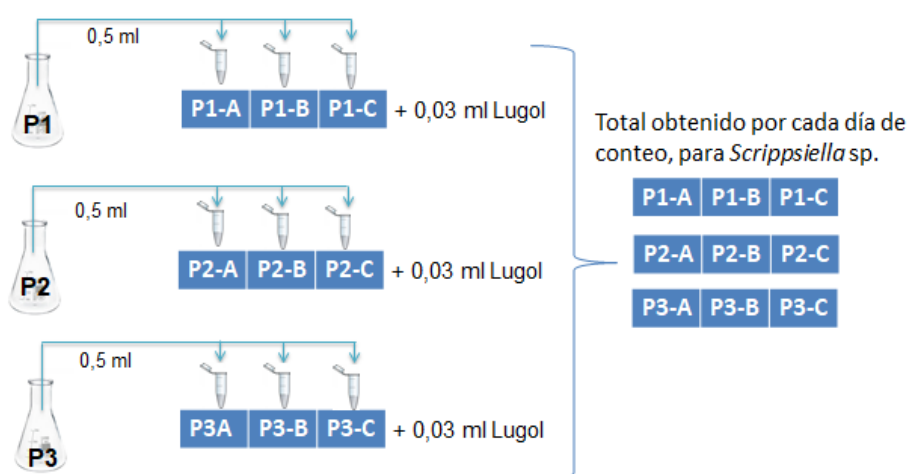 0,5 ml
P1
P1-A P1-B P1-C + 0,03 ml Lugol
0,5 ml
P2
P2-A P2-B P2-C + 0,03 ml Lugol
0,5 ml
P3
P3A P3-B P3-C + 0,03 ml Lugol
Total obtenido por cada día de
conteo, para Scrippsiella sp.
P1-A P1-B P1-C
P2-A P2-B P2-C
P3-A P3-B P3-C